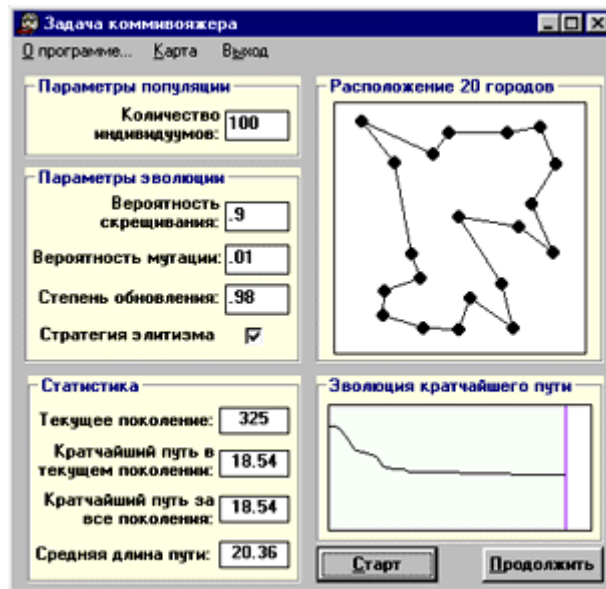 Задача коммивояжера
О программе... Карта Выход
Параметры популяции
Количество
индивидуумов: 100
Параметры эволюции
Вероятность
скрещивания: .9
Вероятность мутации: .01
Степень обновления: .98
Стратегия элитизма
Статистика
Текущее поколение: 325
Кратчайший путь в
текущем поколении: 18.54
Кратчайший путь за
все поколения: 18.54
Средняя длина пути: 20.36
Расположение 20 городов
Эволюция кратчайшего пути
Старт Продолжить